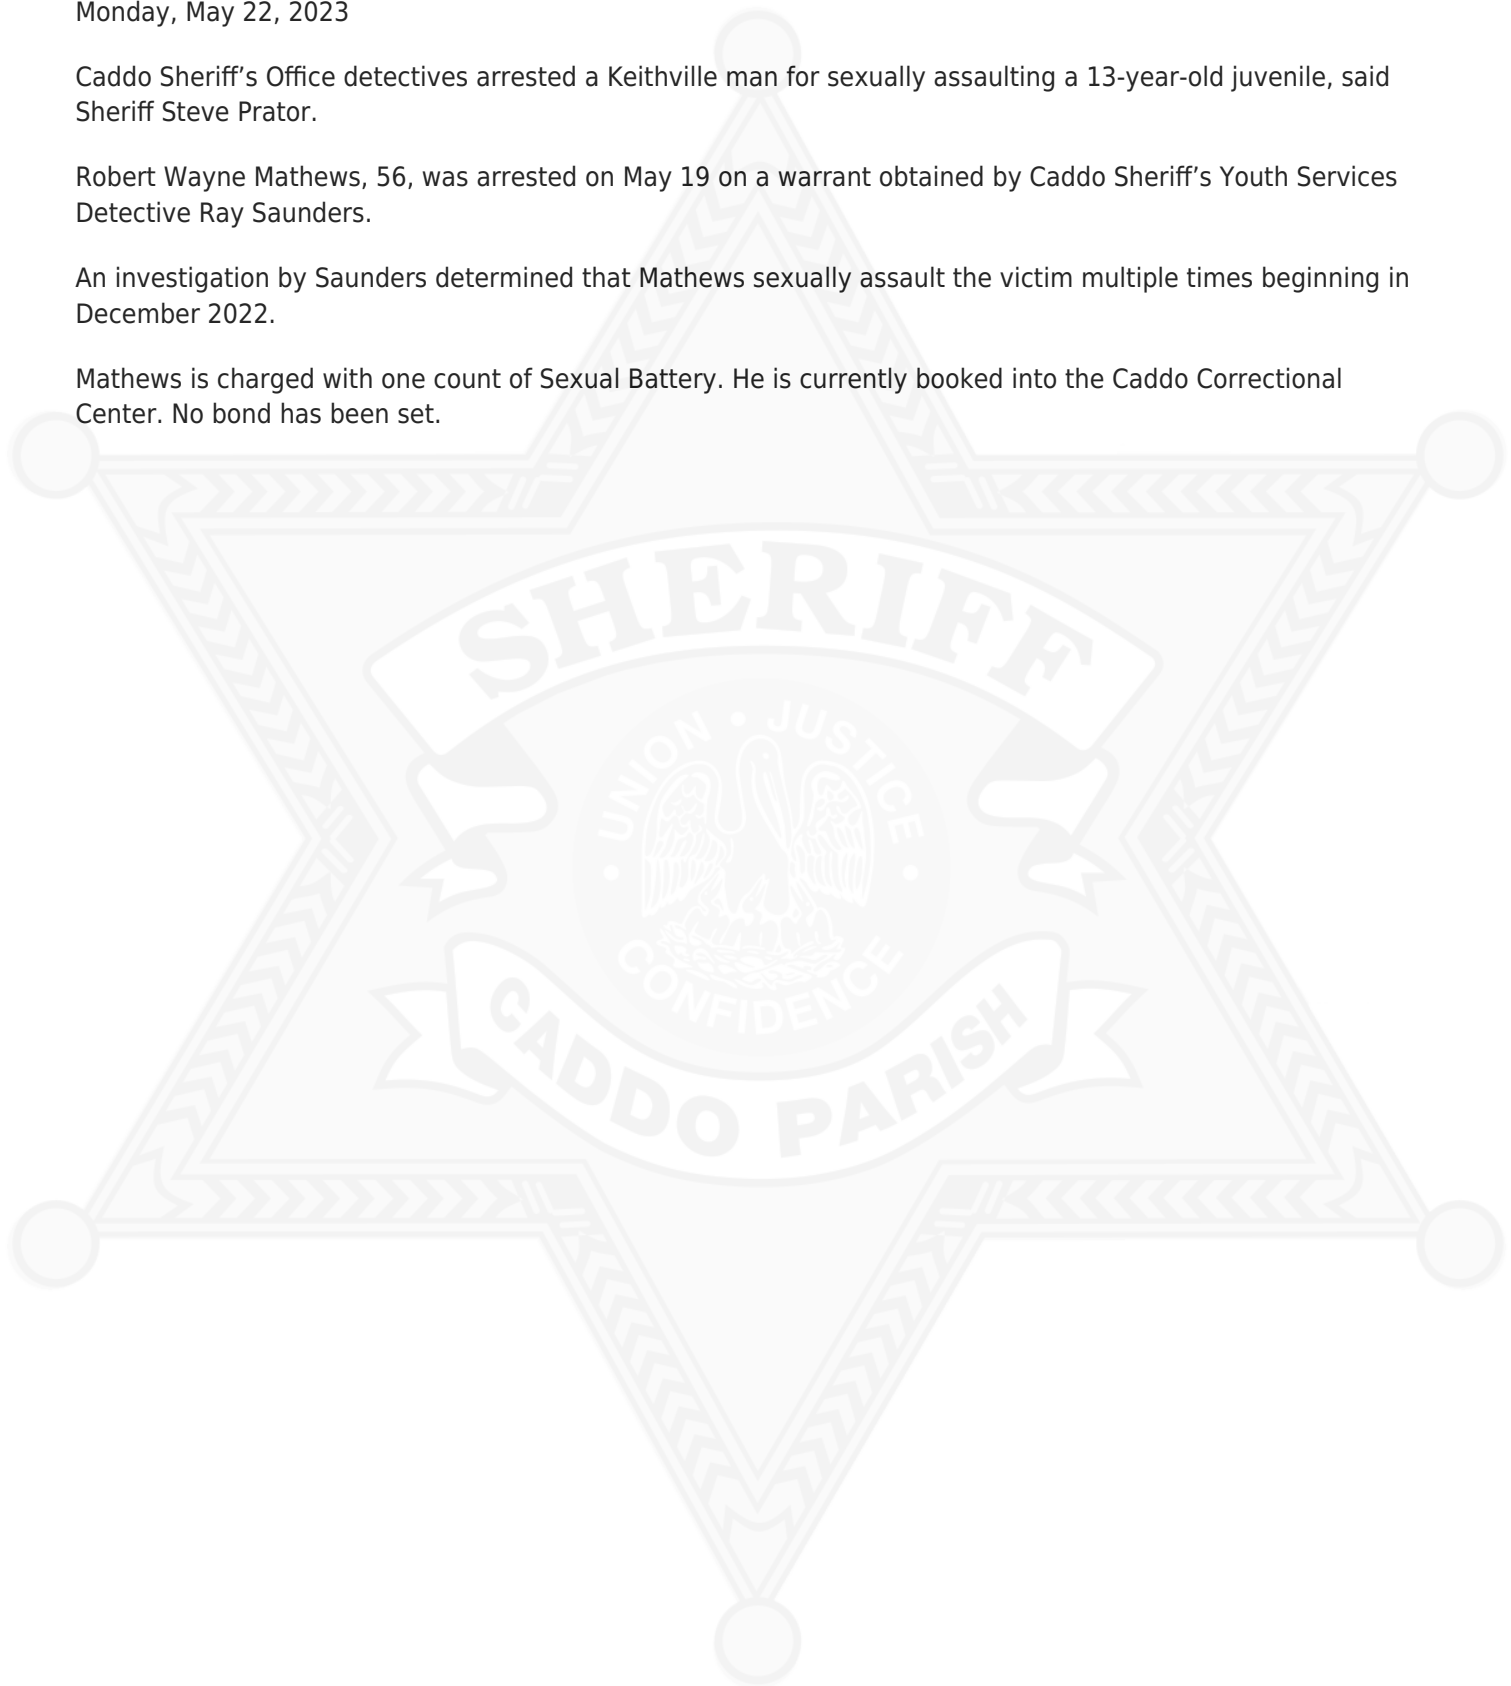 Monday, May 22, 2023
Caddo Sheriff’s Office detectives arrested a Keithville man for sexually assaulting a 13-year-old juvenile, said
Sheriff Steve Prator.
Robert Wayne Mathews, 56, was arrested on May 19 on a warrant obtained by Caddo Sheriff’s Youth Services
Detective Ray Saunders.
An investigation by Saunders determined that Mathews sexually assault the victim multiple times beginning in
December 2022.
Mathews is charged with one count of Sexual Battery. He is currently booked into the Caddo Correctional
Center. No bond has been set.
SHERIFF
UNION • JUSTICE
• CONFIDENCE •
CADDO PARISH